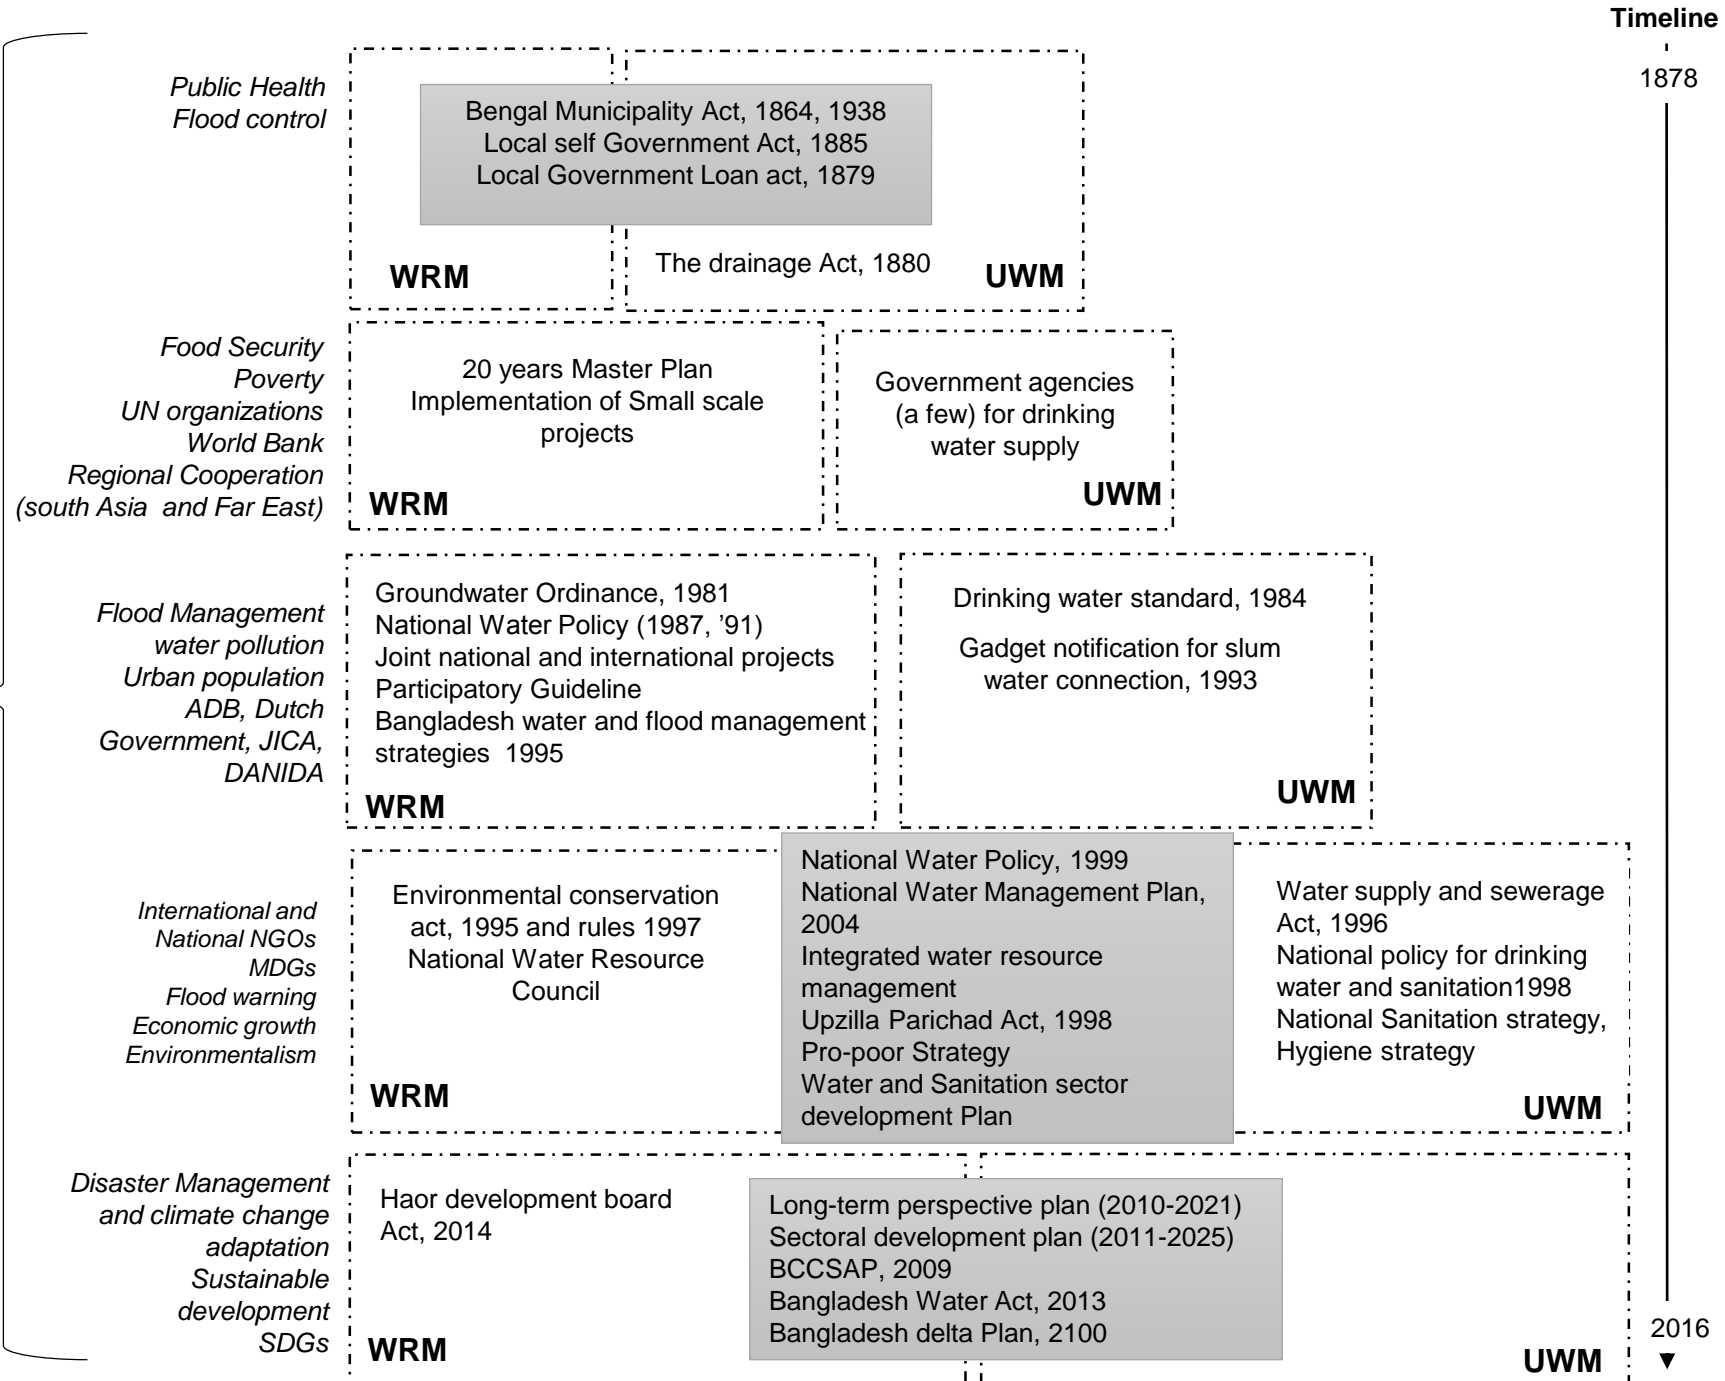 Timeline
1878
Public Health
Flood control
Bengal Municipality Act, 1864, 1938
Local self Government Act, 1885
Local Government Loan act, 1879
WRM
The drainage Act, 1880
UWM
Food Security
Poverty
UN organizations
World Bank
Regional Cooperation
(south Asia and Far East)
20 years Master Plan
Implementation of Small scale
projects
WRM
Government agencies
(a few) for drinking
water supply
UWM
Flood Management
water pollution
Urban population
ADB, Dutch
Government, JICA,
DANIDA
Groundwater Ordinance, 1981
National Water Policy (1987, ’91)
Joint national and international projects
Participatory Guideline
Bangladesh water and flood management
strategies 1995
WRM
Drinking water standard, 1984
Gadget notification for slum
water connection, 1993
UWM
International and
National NGOs
MDGs
Flood warning
Economic growth
Environmentalism
Environmental conservation
act, 1995 and rules 1997
National Water Resource
Council
WRM
National Water Policy, 1999
National Water Management Plan,
2004
Integrated water resource
management
Upzilla Parichad Act, 1998
Pro-poor Strategy
Water and Sanitation sector
development Plan
Water supply and sewerage
Act, 1996
National policy for drinking
water and sanitation1998
National Sanitation strategy,
Hygiene strategy
UWM
Disaster Management
and climate change
adaptation
Sustainable
development
SDGs
Haor development board
Act, 2014
WRM
Long-term perspective plan (2010-2021)
Sectoral development plan (2011-2025)
BCCSAP, 2009
Bangladesh Water Act, 2013
Bangladesh delta Plan, 2100
UWM
2016